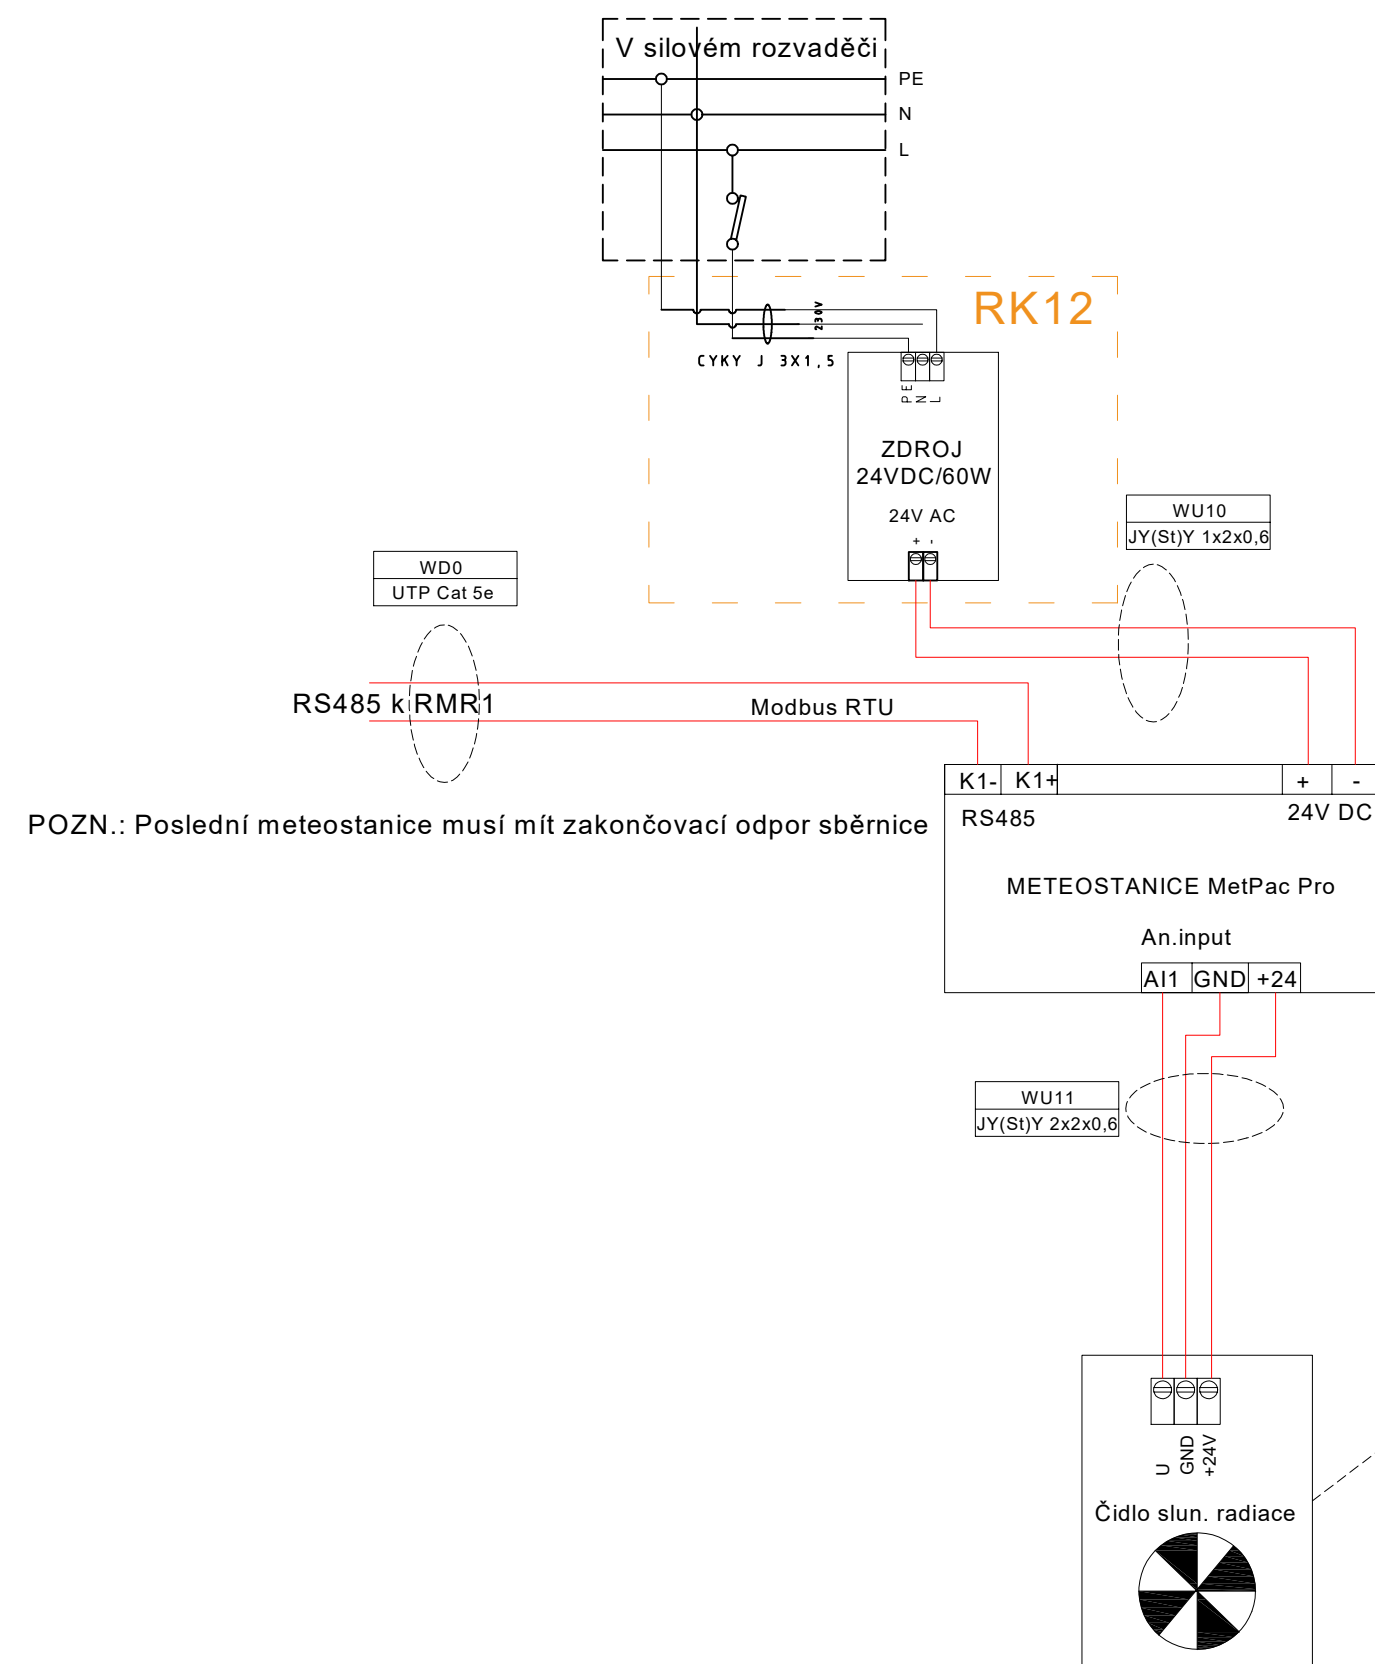 V silovém rozvaděči
PE
N
L
RK12
230V
CYKY J 3X1,5
PE
N
L
ZDROJ
24VDC/60W
24V AC
+ -
WU10
JY(St)Y 1x2x0,6
WD0
UTP Cat 5e
RS485 k RMR1
Modbus RTU
K1- K1+ + -
RS485 24V DC
POZN.: Poslední meteostanice musí mít zakončovací odpor sběrnice
METEOSTANICE MetPac Pro
An.input
AI1 GND +24
WU11
JY(St)Y 2x2x0,6
U
GND
+24V
Čidlo slun. radiace